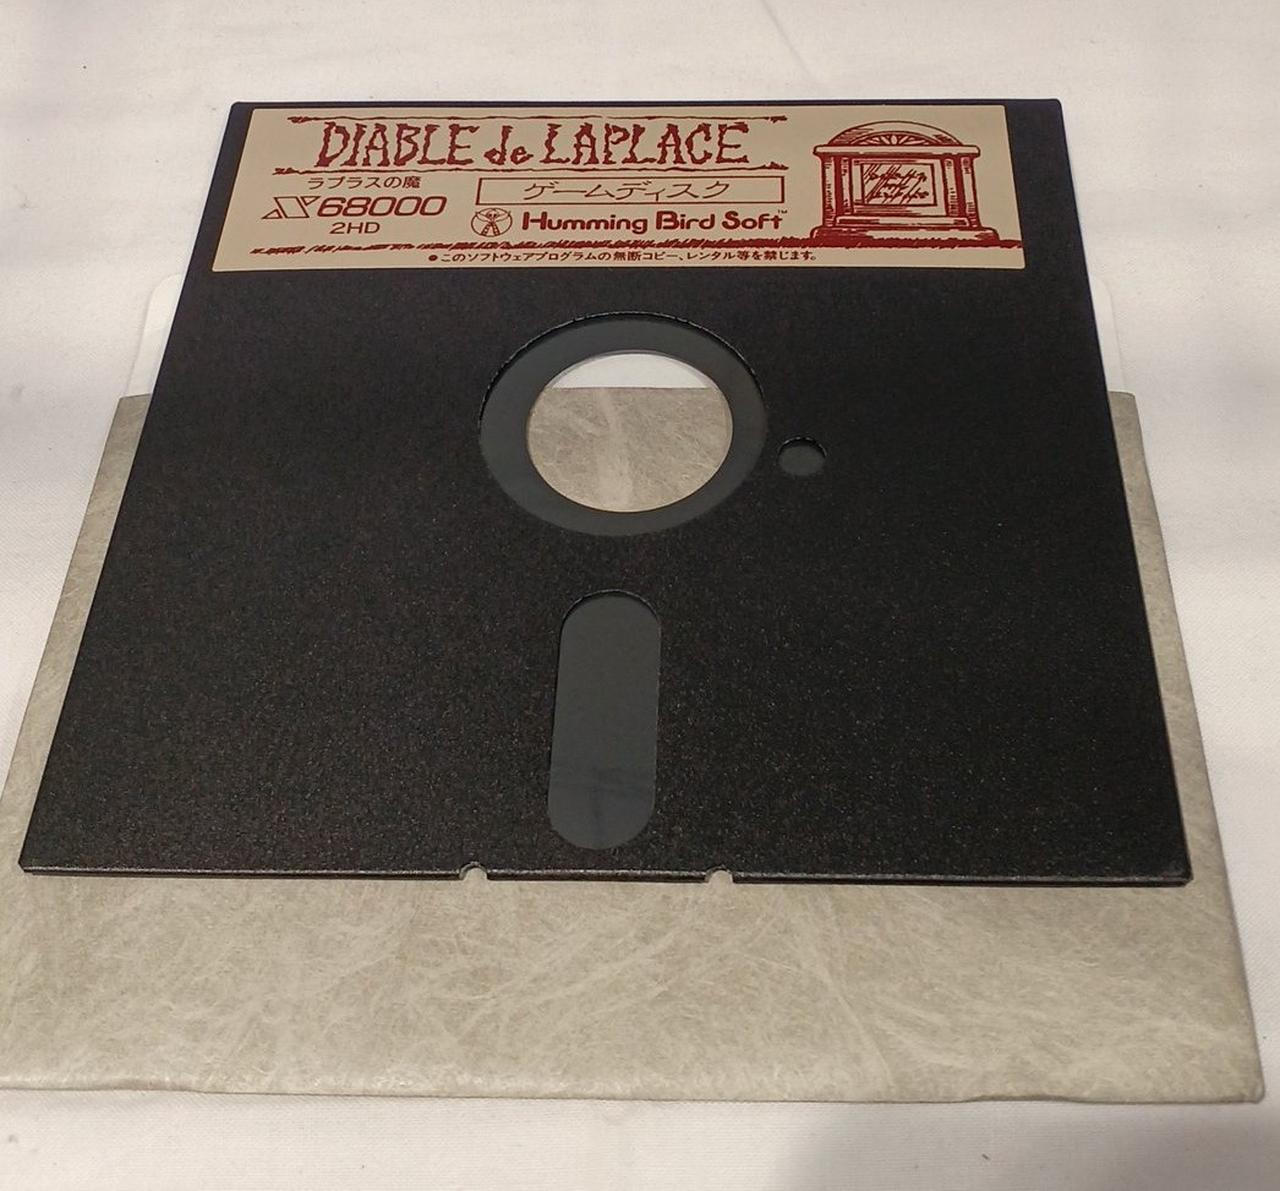 DIABLE de LAPLACE
ラプラスの魔
ゲームディスク
X68000
2HD
Humming Bird Soft™
●このソフトウェアプログラムの無断コピー、レンタル等を禁じます。